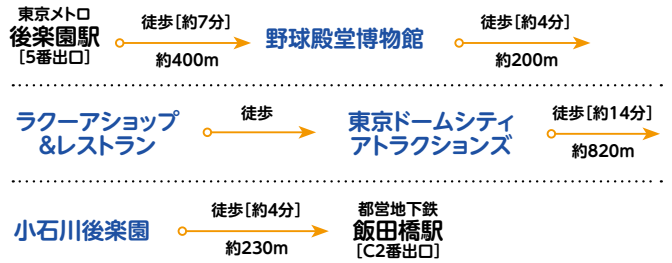 東京メトロ
後楽園駅
[5番出口]
徒歩[約7分]
約400m
野球殿堂博物館
徒歩[約4分]
約200m
ラクーアショップ
&レストラン
徒歩
東京ドームシティ
アトラクションズ
徒歩[約14分]
約820m
小石川後楽園
徒歩[約4分]
約230m
都営地下鉄
飯田橋駅
[C2番出口]